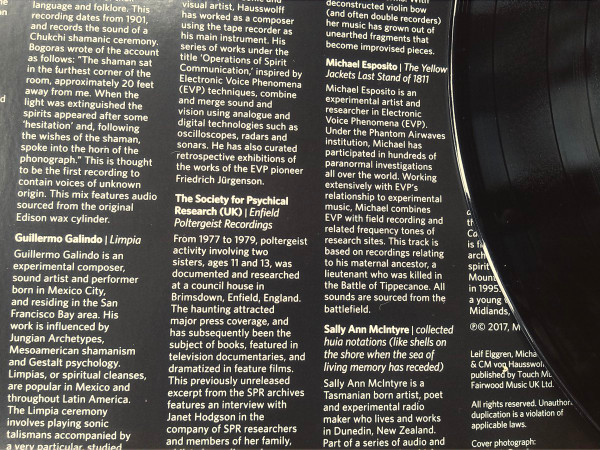 language and folklore. This
recording dates from 1901,
and records the sound of a
Chukchi shamanic ceremony.
Bogoras wrote of the account
as follows: "The shaman sat
in the furthest corner of the
room, approximately 20 feet
away from me. When the
light was extinguished the
spirits appeared after some
'hesitation' and, following
the wishes of the shaman,
spoke into the horn of the
phonograph." This is thought
to be the first recording to
contain voices of unknown
origin. This mix features audio
sourced from the original
Edison wax cylinder.
Guillermo Galindo | Limpia
Guillermo Galindo is an
experimental composer,
sound artist and performer
born in Mexico City,
and residing in the San
Francisco Bay area. His
work is influenced by
Jungian Archetypes,
Mesoamerican shamanism
and Gestalt psychology.
Limpias, or spiritual cleanses,
are popular in Mexico and
throughout Latin America.
The Limpia ceremony
involves playing sonic
talismans accompanied by
a very particular, studied
visual artist, Hausswolff
has worked as a composer
using the tape recorder as
his main instrument. His
series of works under the
title 'Operations of Spirit
Communication,' inspired by
Electronic Voice Phenomena
(EVP) techniques, combine
and merge sound and
vision using analogue and
digital technologies such as
oscilloscopes, radars and
sonars. He has also curated
retrospective exhibitions of
the works of the EVP pioneer
Friedrich Jürgenson.
The Society for Psychical
Research (UK) | Enfield
Poltergeist Recordings
From 1977 to 1979, poltergeist
activity involving two
sisters, ages 11 and 13, was
documented and researched
at a council house in
Brimsdown, Enfield, England.
The haunting attracted
major press coverage, and
has subsequently been the
subject of books, featured in
television documentaries, and
dramatized in feature films.
This previously unreleased
excerpt from the SPR archives
features an interview with
Janet Hodgson in the
company of SPR researchers
and members of her family,
deconstructed violin bow
(and often double recorders)
her music has grown out of
unearthed fragments that
become improvised pieces.
Michael Esposito | The Yellow
Jackets Last Stand of 1811
Michael Esposito is an
experimental artist and
researcher in Electronic
Voice Phenomena (EVP).
Under the Phantom Airwaves
institution, Michael has
participated in hundreds of
paranormal investigations
all over the world. Working
extensively with EVP's
relationship to experimental
music, Michael combines
EVP with field recording and
related frequency tones of
research sites. This track is
based on recordings relating
to his maternal ancestor, a
lieutenant who was killed in
the Battle of Tippecanoe. All
sounds are sourced from the
battlefield.
Sally Ann McIntyre | collected
huia notations (like shells on
the shore when the sea of
living memory has receded)
Sally Ann McIntyre is a
Tasmanian born artist, poet
and experimental radio
maker who lives and works
in Dunedin, New Zealand.
Part of a series of audio and
is fi
arch
spirit
Mount
in 1995.
a young
Midlands,
℗© 2017, M
Leif Elggren, Micha
& CM von Hausswol
published by Touch Mu
Fairwood Music UK Ltd.
All rights reserved. Unauthor
duplication is a violation of
applicable laws.
Cover photograph: